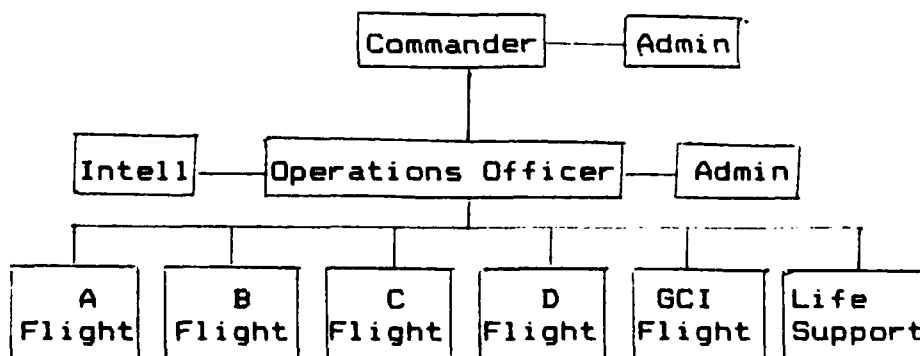 Commander Admin
Intell Operations Officer Admin
A B C D GCI Life
Flight Flight Flight Flight Flight Support